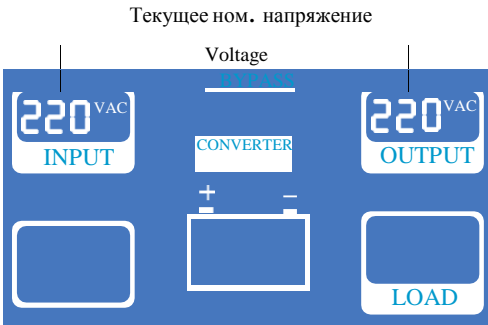 Текущее ном. напряжение
Voltage
BYPASS
220 VAC
220 VAC
INPUT
CONVERTER
OUTPUT
+ −
LOAD